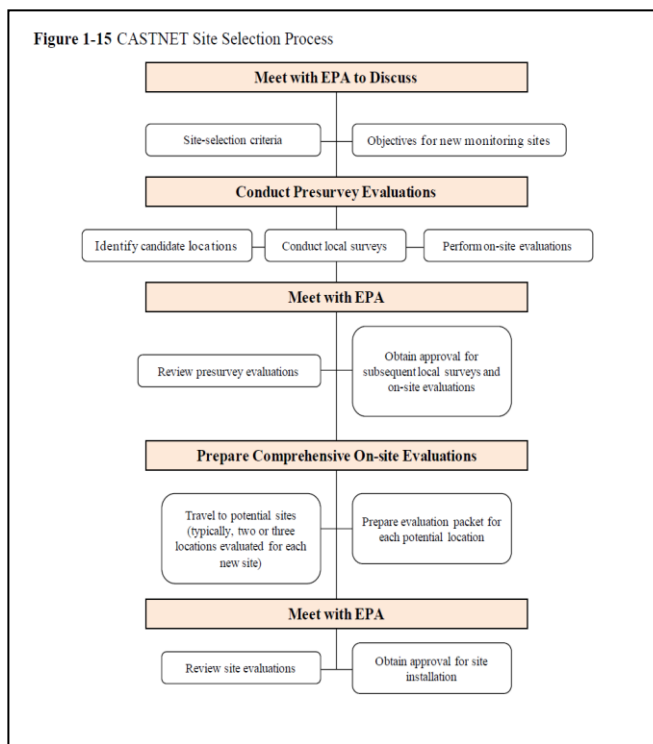 Figure 1-15 CASTNET Site Selection Process
Meet with EPA to Discuss
Site-selection criteria
Objectives for new monitoring sites
Conduct Presurvey Evaluations
Identify candidate locations
Conduct local surveys
Perform on-site evaluations
Meet with EPA
Review presurvey evaluations
Obtain approval for
subsequent local surveys and
on-site evaluations
Prepare Comprehensive On-site Evaluations
Travel to potential sites
(typically, two or three
locations evaluated for each
new site)
Prepare evaluation packet for
each potential location
Meet with EPA
Review site evaluations
Obtain approval for site
installation